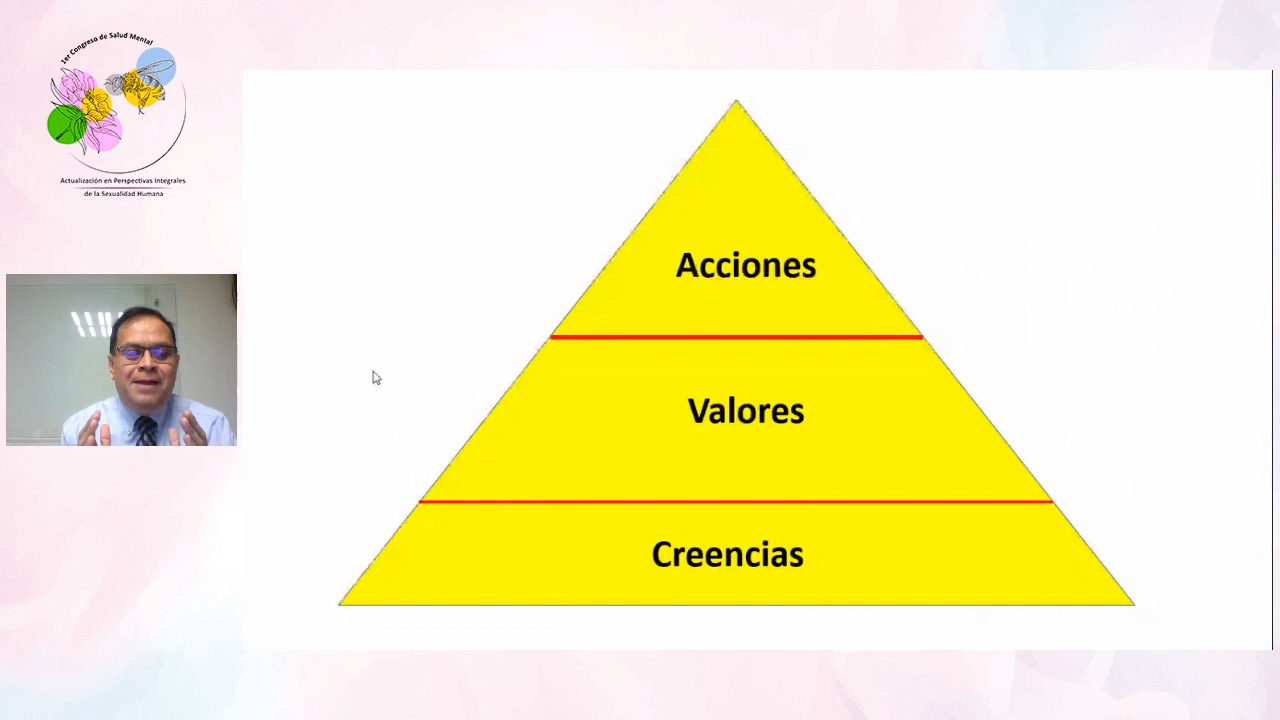 1er Congreso de Salud Mental
Actualización en Perspectivas Integrales
de la Sexualidad Humana
Acciones
Valores
Creencias